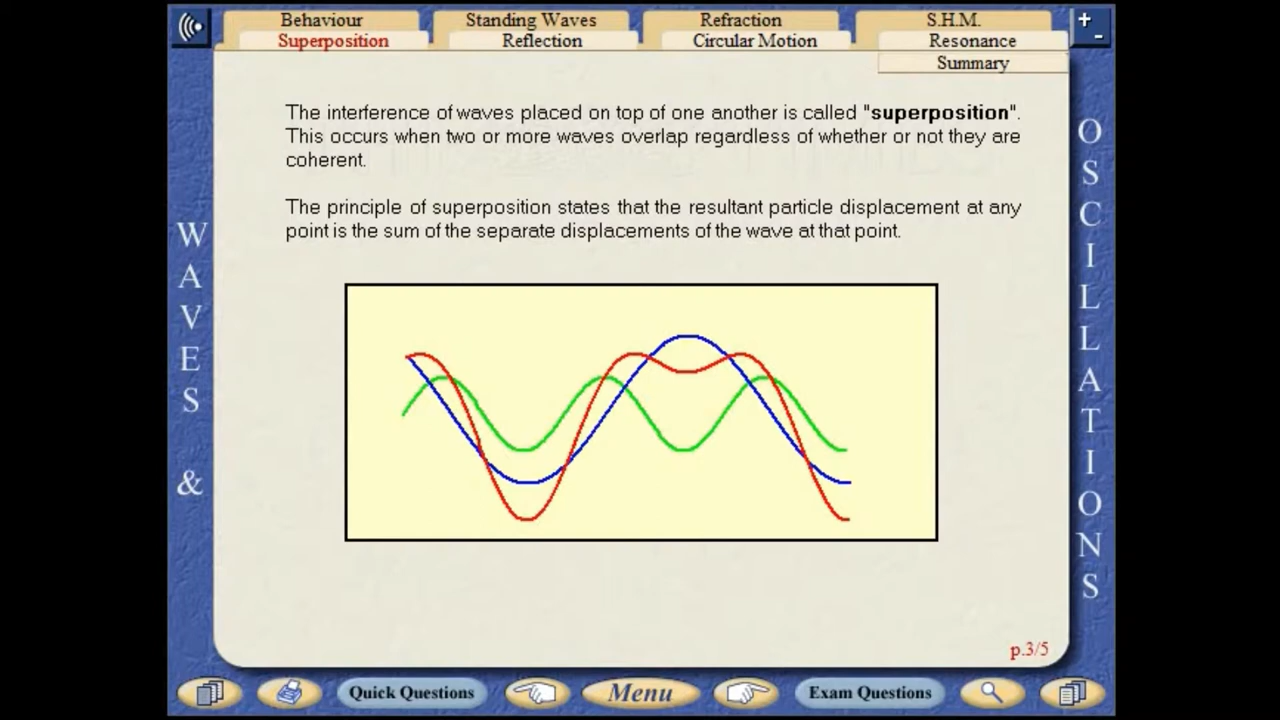 Behaviour
Standing Waves
Refraction
S.H.M.
+
-
Superposition
Reflection
Circular Motion
Resonance
Summary
The interference of waves placed on top of one another is called "superposition".
This occurs when two or more waves overlap regardless of whether or not they are
coherent.
The principle of superposition states that the resultant particle displacement at any
point is the sum of the separate displacements of the wave at that point.
WAVES &
OSCILLATIONS
p.3/5
Quick Questions
Menu
Exam Questions